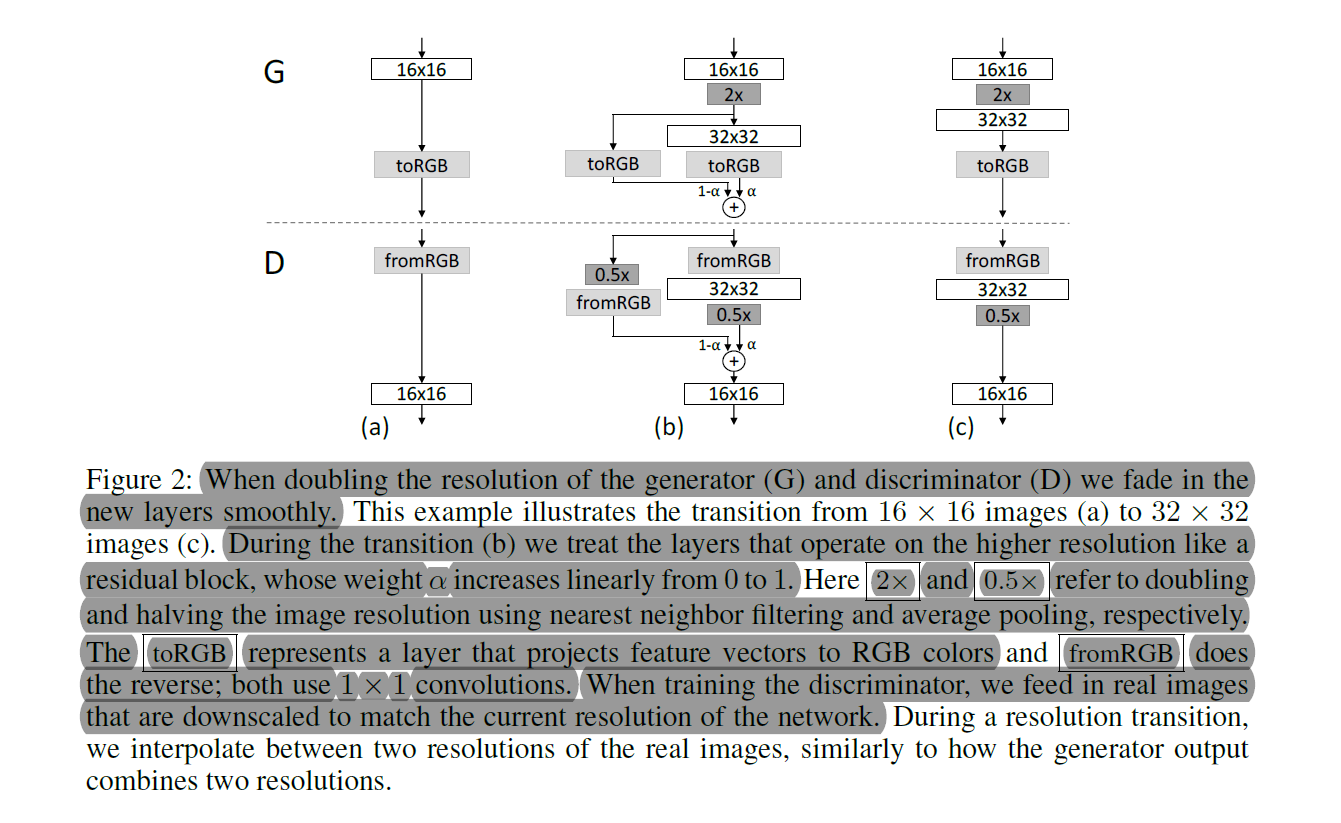 G
16x16
16x16
16x16
2x
2x
32x32
32x32
toRGB
toRGB
toRGB
toRGB
1-α
α
+
D
fromRGB
fromRGB
fromRGB
0.5x
32x32
32x32
fromRGB
0.5x
0.5x
1-α
α
+
16x16
16x16
16x16
(a)
(b)
(c)
Figure 2: When doubling the resolution of the generator (G) and discriminator (D) we fade in the
new layers smoothly. This example illustrates the transition from 16 × 16 images (a) to 32 × 32
images (c). During the transition (b) we treat the layers that operate on the higher resolution like a
residual block, whose weight α increases linearly from 0 to 1. Here 2× and 0.5× refer to doubling
and halving the image resolution using nearest neighbor filtering and average pooling, respectively.
The toRGB represents a layer that projects feature vectors to RGB colors and fromRGB does
the reverse; both use 1 × 1 convolutions. When training the discriminator, we feed in real images
that are downscaled to match the current resolution of the network. During a resolution transition,
we interpolate between two resolutions of the real images, similarly to how the generator output
combines two resolutions.